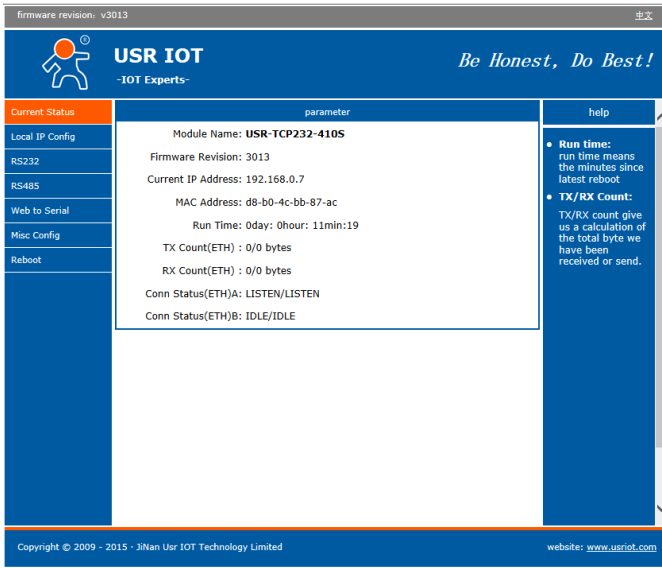 firmware revision: v3013
中文
®
USR IOT
-IOT Experts-
Be Honest, Do Best!
Current Status
Local IP Config
RS232
RS485
Web to Serial
Misc Config
Reboot
parameter
Module Name: USR-TCP232-410S
Firmware Revision: 3013
Current IP Address: 192.168.0.7
MAC Address: d8-b0-4c-bb-87-ac
Run Time: 0day: 0hour: 11min:19
TX Count(ETH) : 0/0 bytes
RX Count(ETH) : 0/0 bytes
Conn Status(ETH)A: LISTEN/LISTEN
Conn Status(ETH)B: IDLE/IDLE
help
• Run time:
run time means
the minutes since
latest reboot
• TX/RX Count:
TX/RX count give
us a calculation of
the total byte we
have been
received or send.
Copyright © 2009 - 2015 · JiNan Usr IOT Technology Limited
website: www.usriot.com